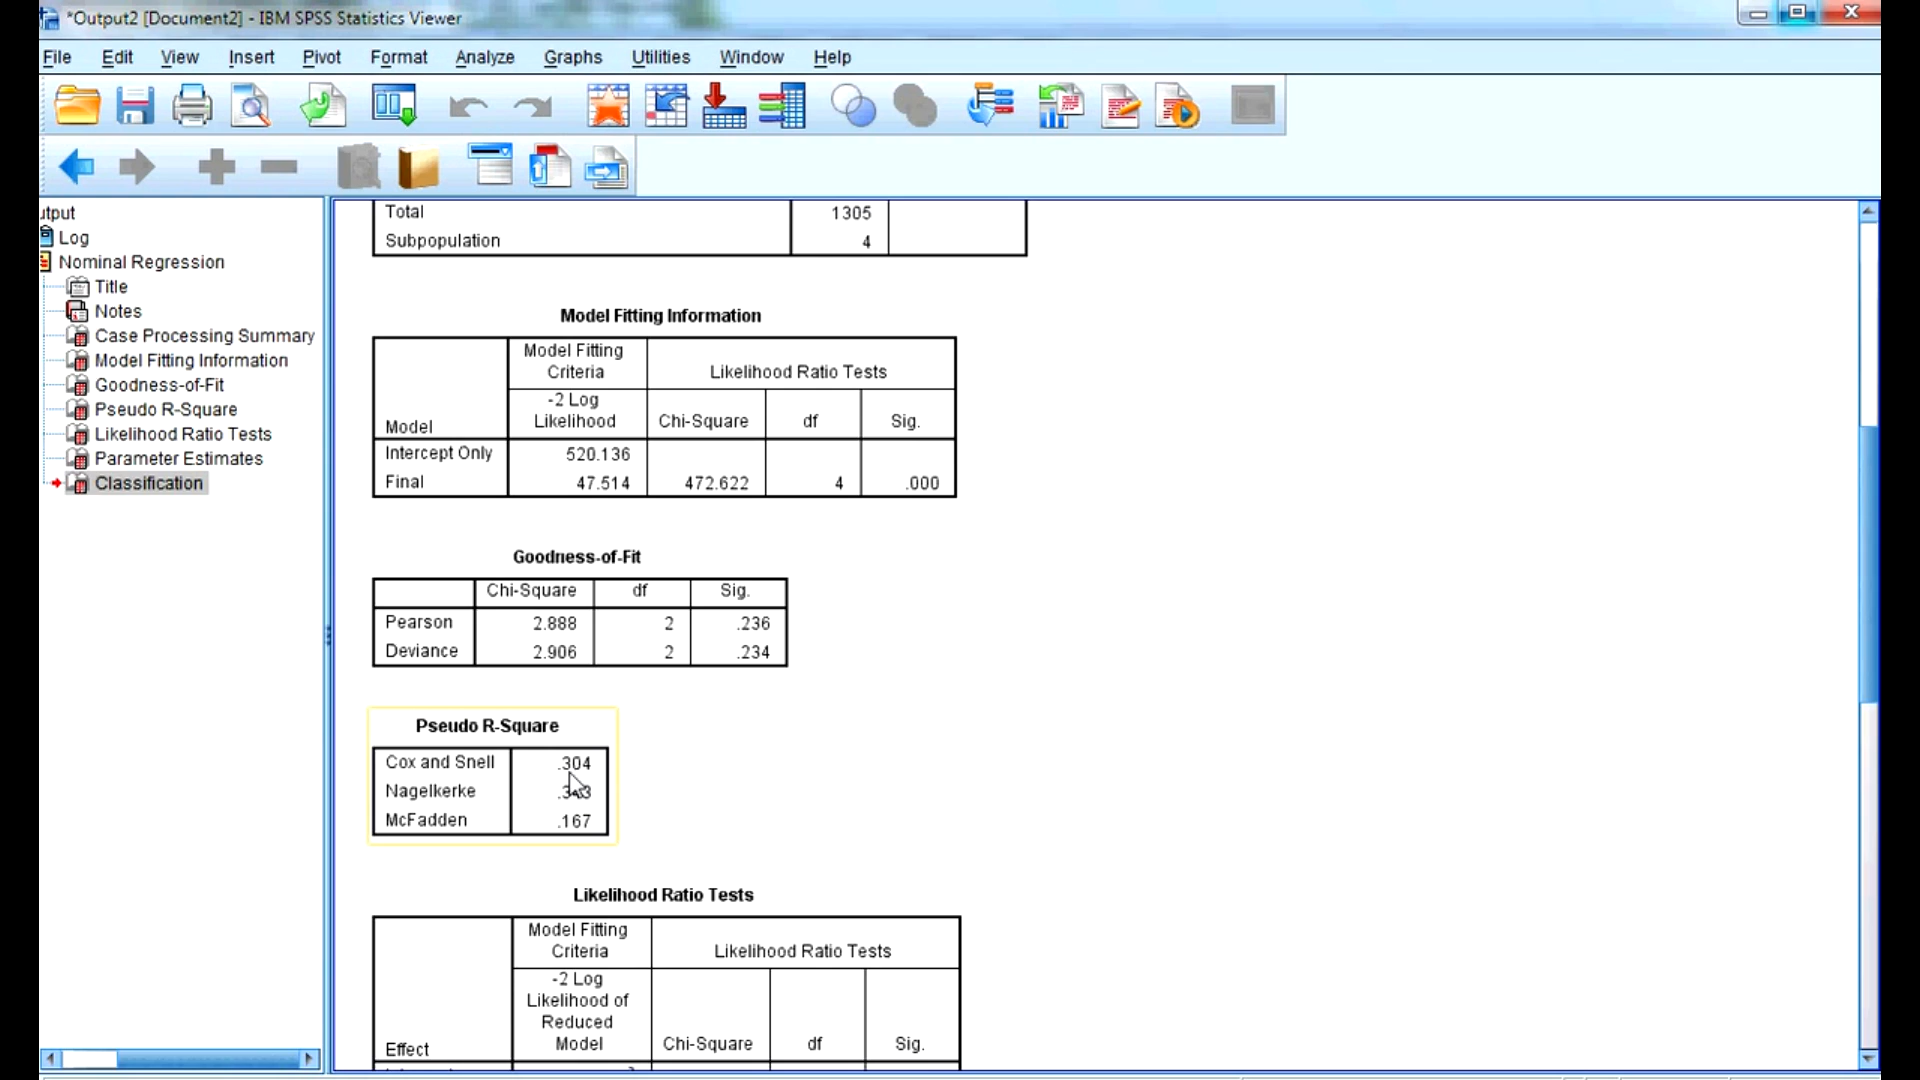 *Output2 [Document2] - IBM SPSS Statistics Viewer
File Edit View Insert Pivot Format Analyze Graphs Utilities Window Help
utput
Log
Nominal Regression
Title
Notes
Case Processing Summary
Model Fitting Information
Goodness-of-Fit
Pseudo R-Square
Likelihood Ratio Tests
Parameter Estimates
Classification
Total 1305
Subpopulation 4
Model Fitting Information
Model Fitting
Criteria Likelihood Ratio Tests
-2 Log
Model Likelihood Chi-Square df Sig.
Intercept Only 520.136
Final 47.514 472.622 4 .000
Goodness-of-Fit
Chi-Square df Sig.
Pearson 2.888 2 .236
Deviance 2.906 2 .234
Pseudo R-Square
Cox and Snell .304
Nagelkerke
McFadden .167
Likelihood Ratio Tests
Model Fitting
Criteria Likelihood Ratio Tests
-2 Log
Likelihood of
Reduced
Effect Model Chi-Square df Sig.